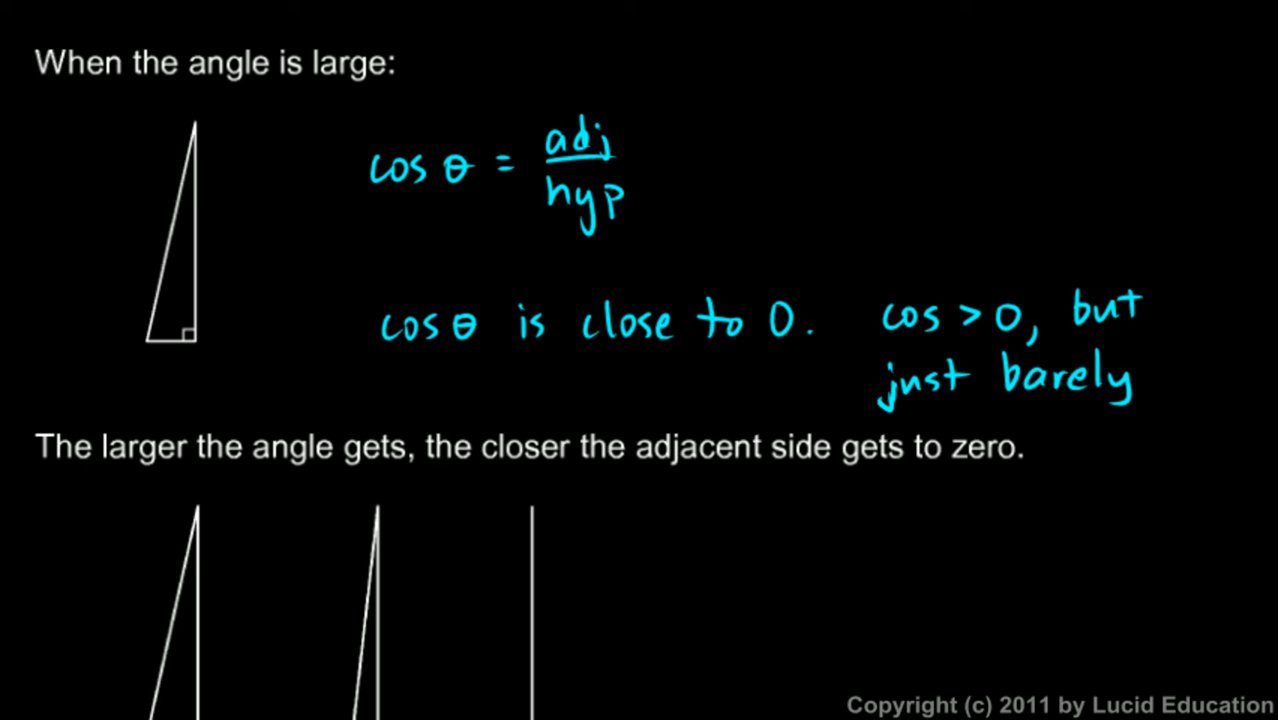 When the angle is large:
cos θ = adj
hyp
cos θ is close to 0. cos > 0, but
just barely
The larger the angle gets, the closer the adjacent side gets to zero.
Copyright (c) 2011 by Lucid Education